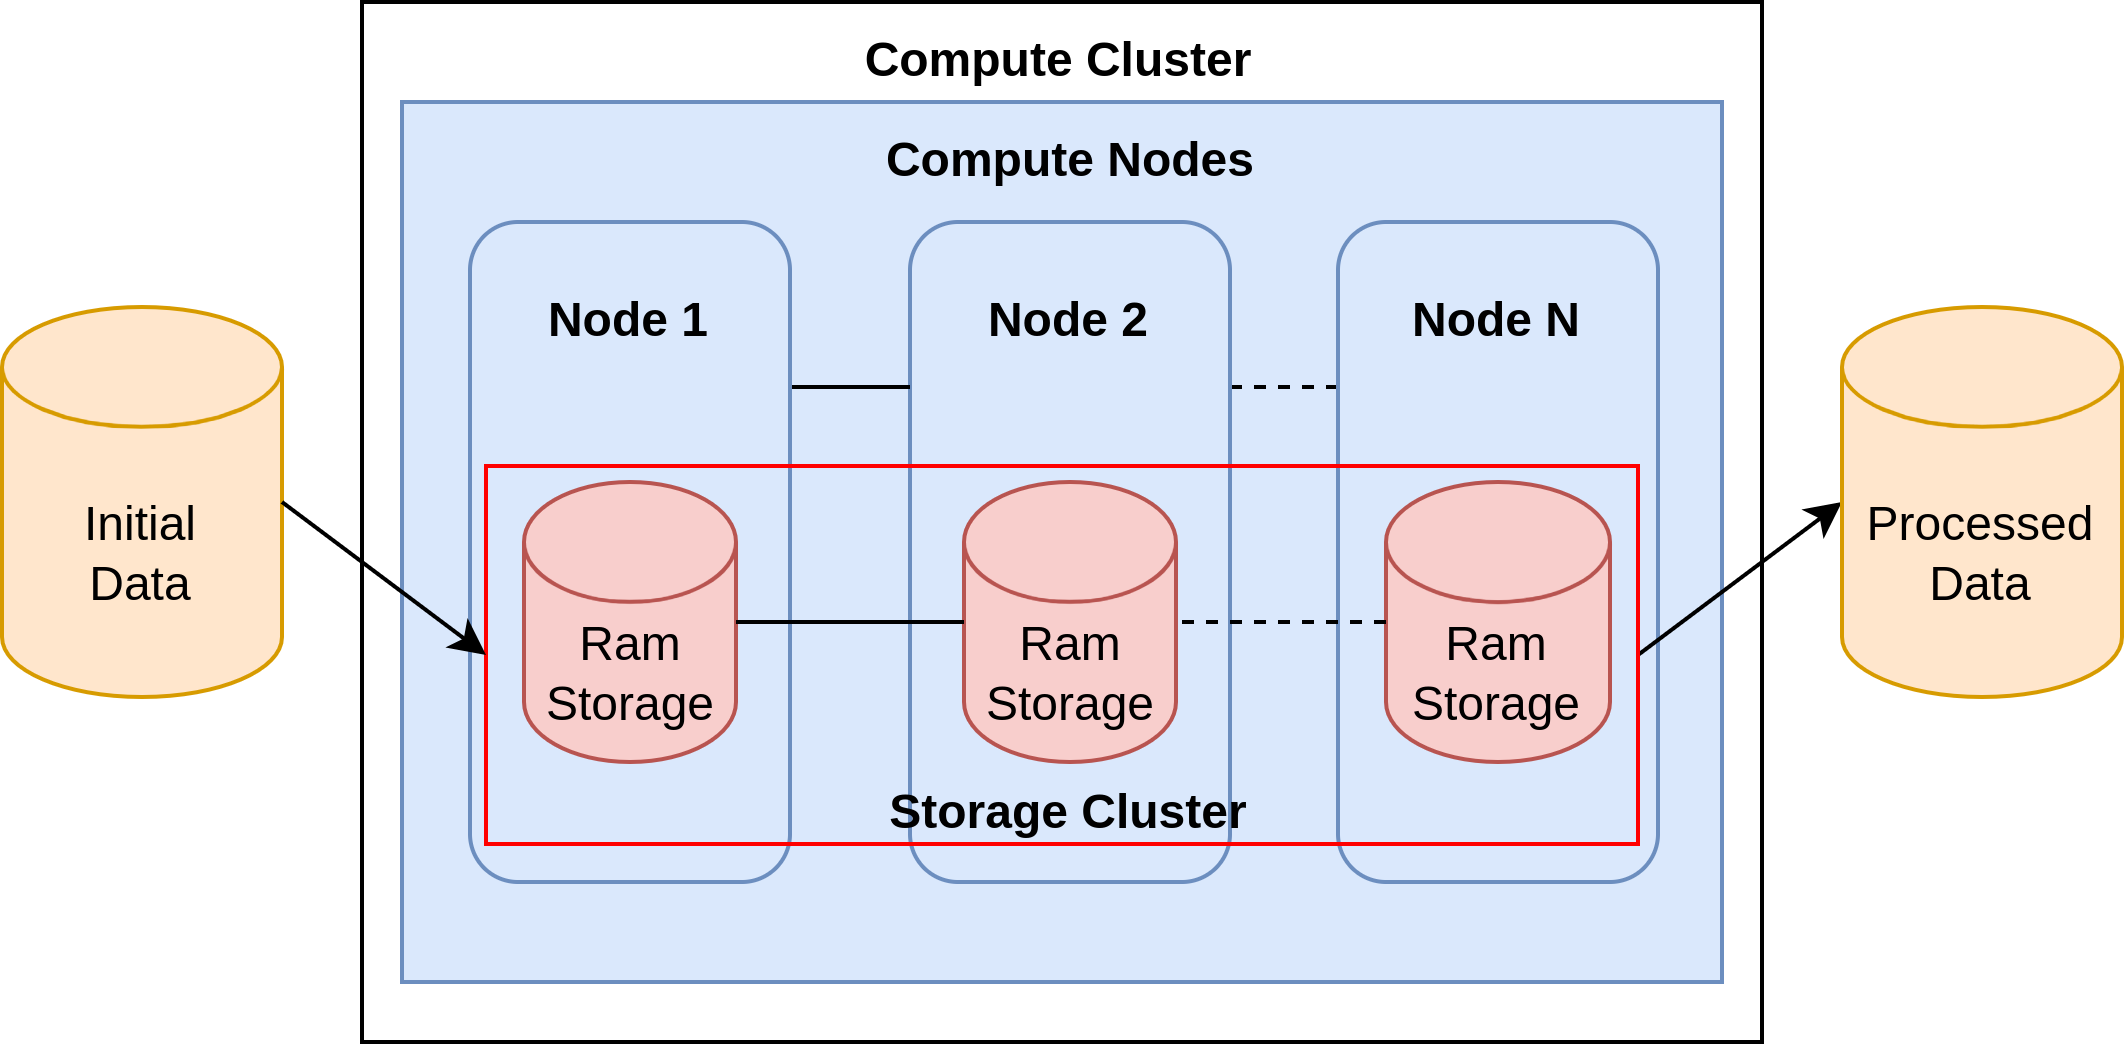 Compute Cluster
Compute Nodes
Node 1
Node 2
Node N
Initial
Data
Processed
Data
Ram
Storage
Ram
Storage
Ram
Storage
Storage Cluster